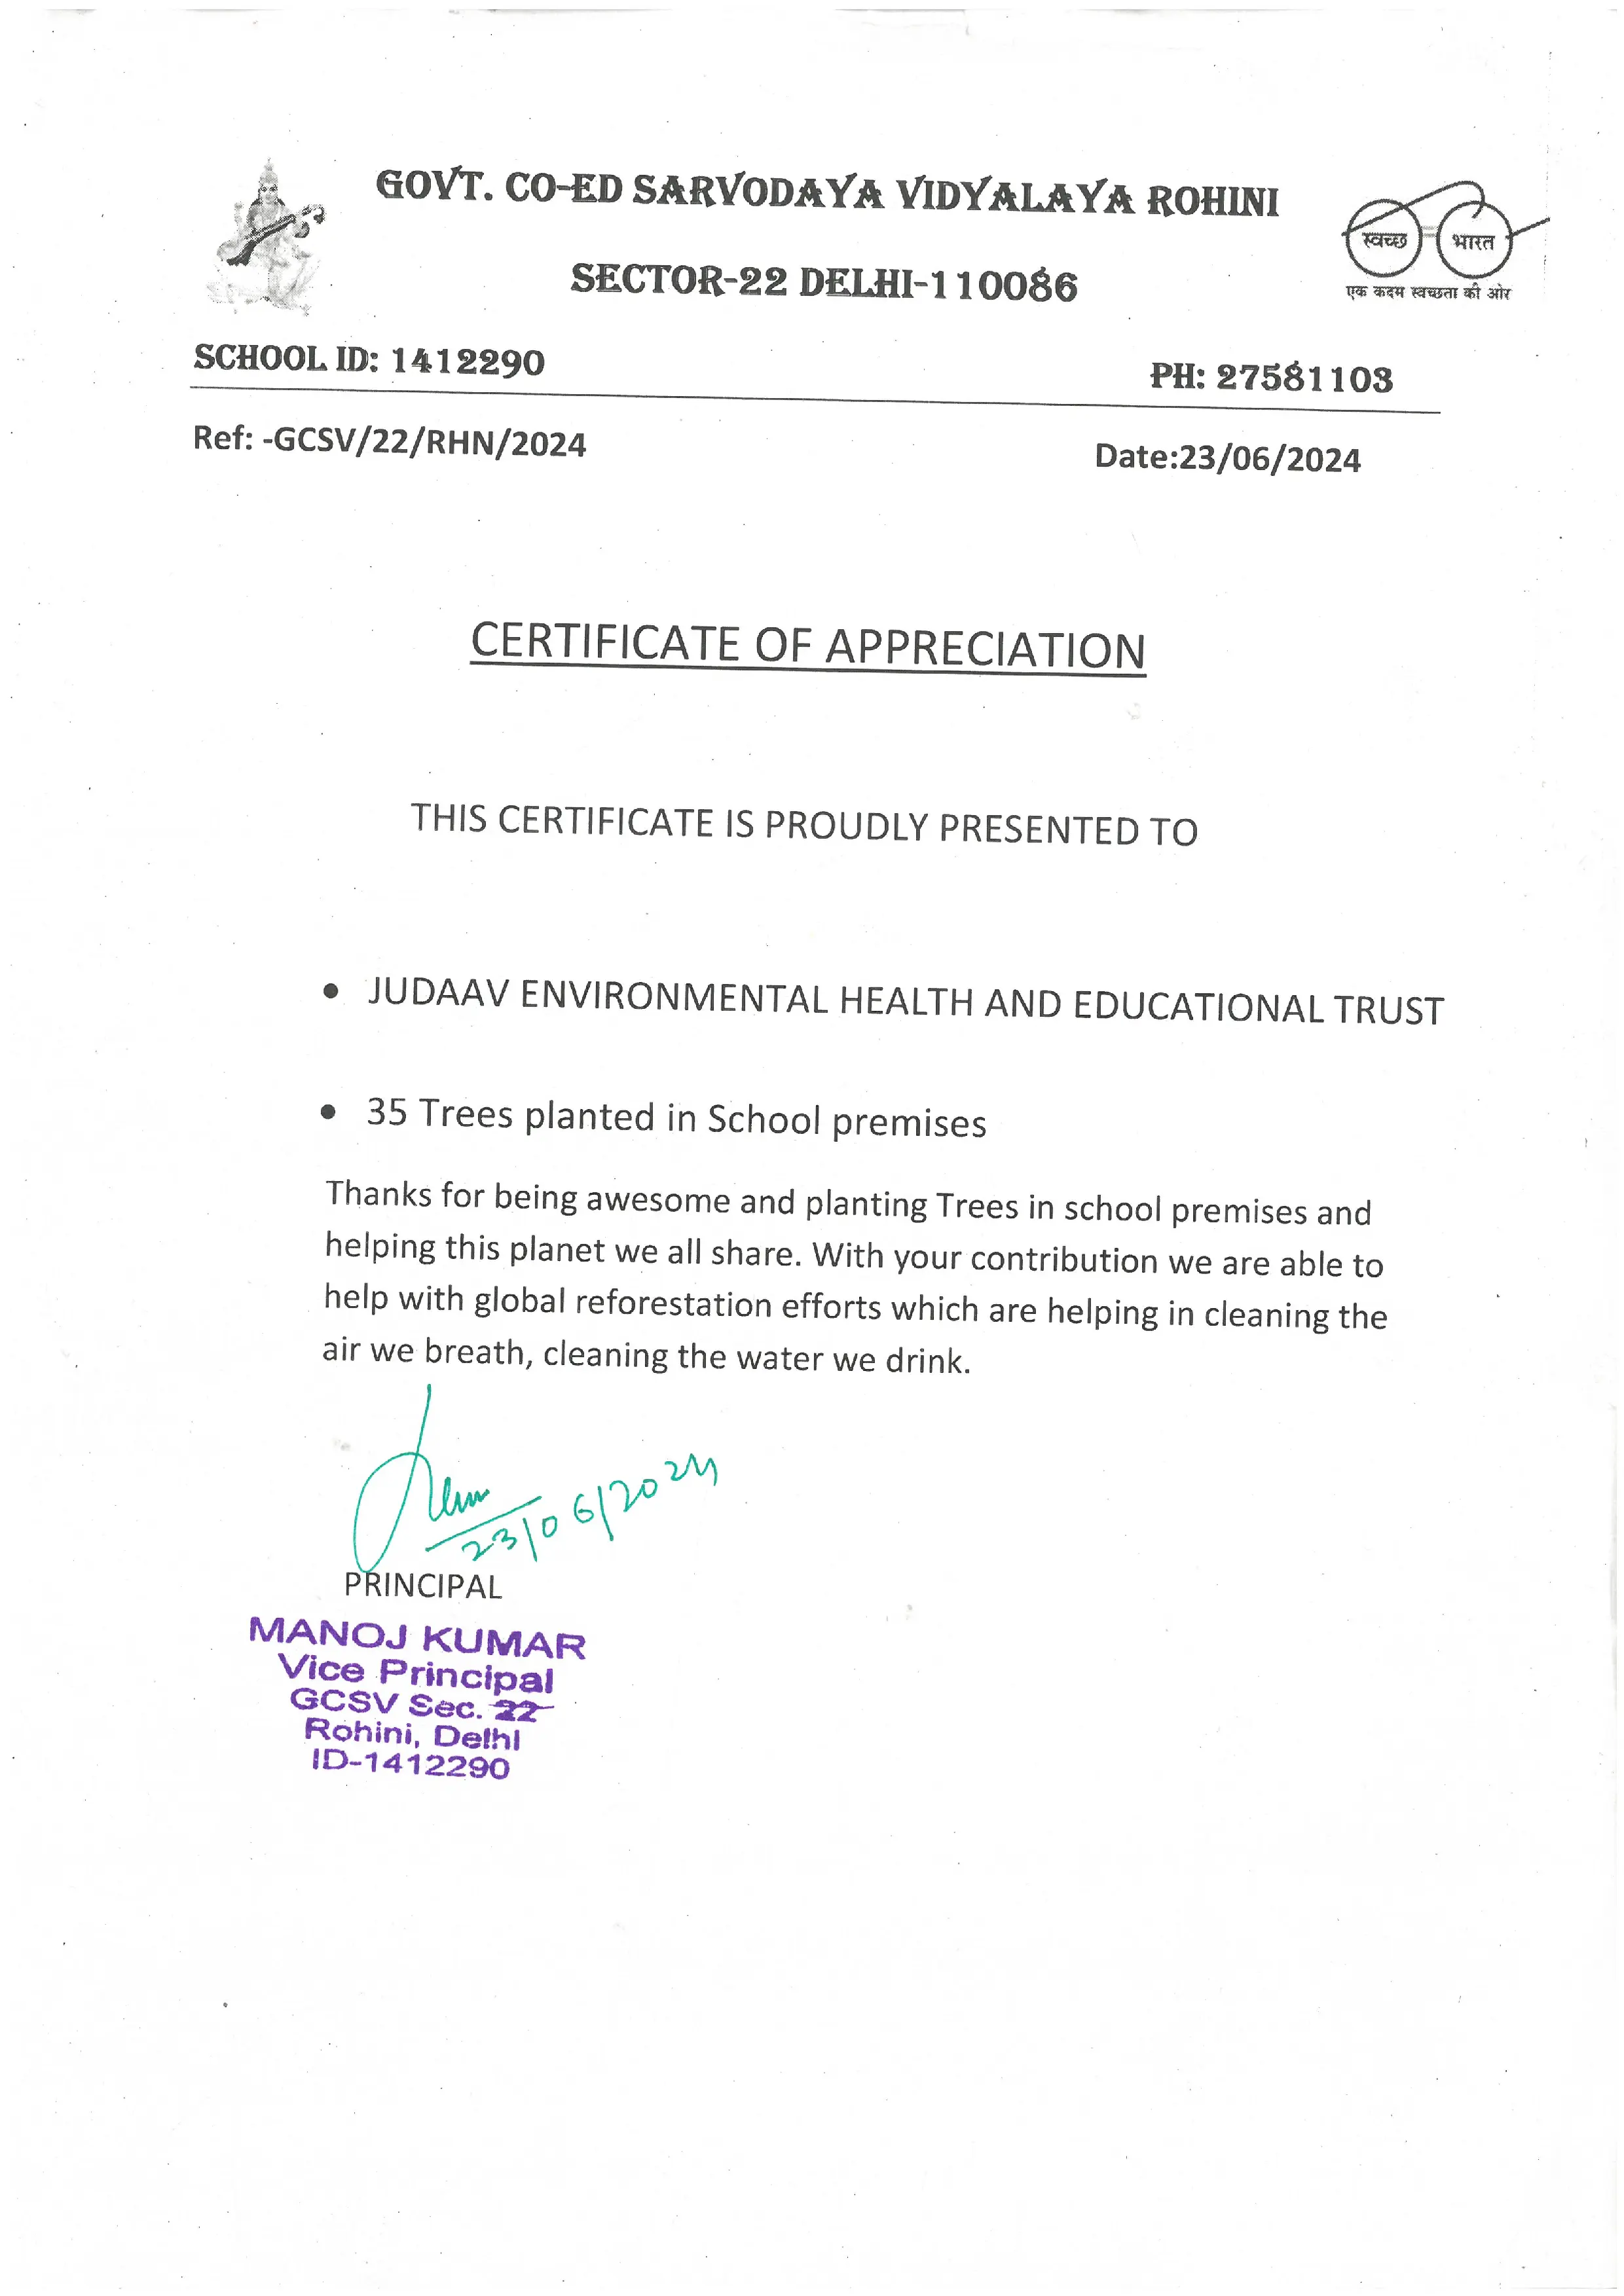 GOVT. CO-ED SARVODAYA VIDYALAYA ROHINI
SECTOR-22 DELHI-110086
स्वच्छ भारत
एक कदम स्वच्छता की ओर
SCHOOL ID: 1412290
PH: 27581103
Ref: -GCSV/22/RHN/2024
Date:23/06/2024
CERTIFICATE OF APPRECIATION
THIS CERTIFICATE IS PROUDLY PRESENTED TO
• JUDAAV ENVIRONMENTAL HEALTH AND EDUCATIONAL TRUST
• 35 Trees planted in School premises
Thanks for being awesome and planting Trees in school premises and
helping this planet we all share. With your contribution we are able to
help with global reforestation efforts which are helping in cleaning the
air we breath, cleaning the water we drink.
23/06/2024
PRINCIPAL
MANOJ KUMAR
Vice Principal
GCSV Sec. 22
Rohini, Delhi
ID-1412290